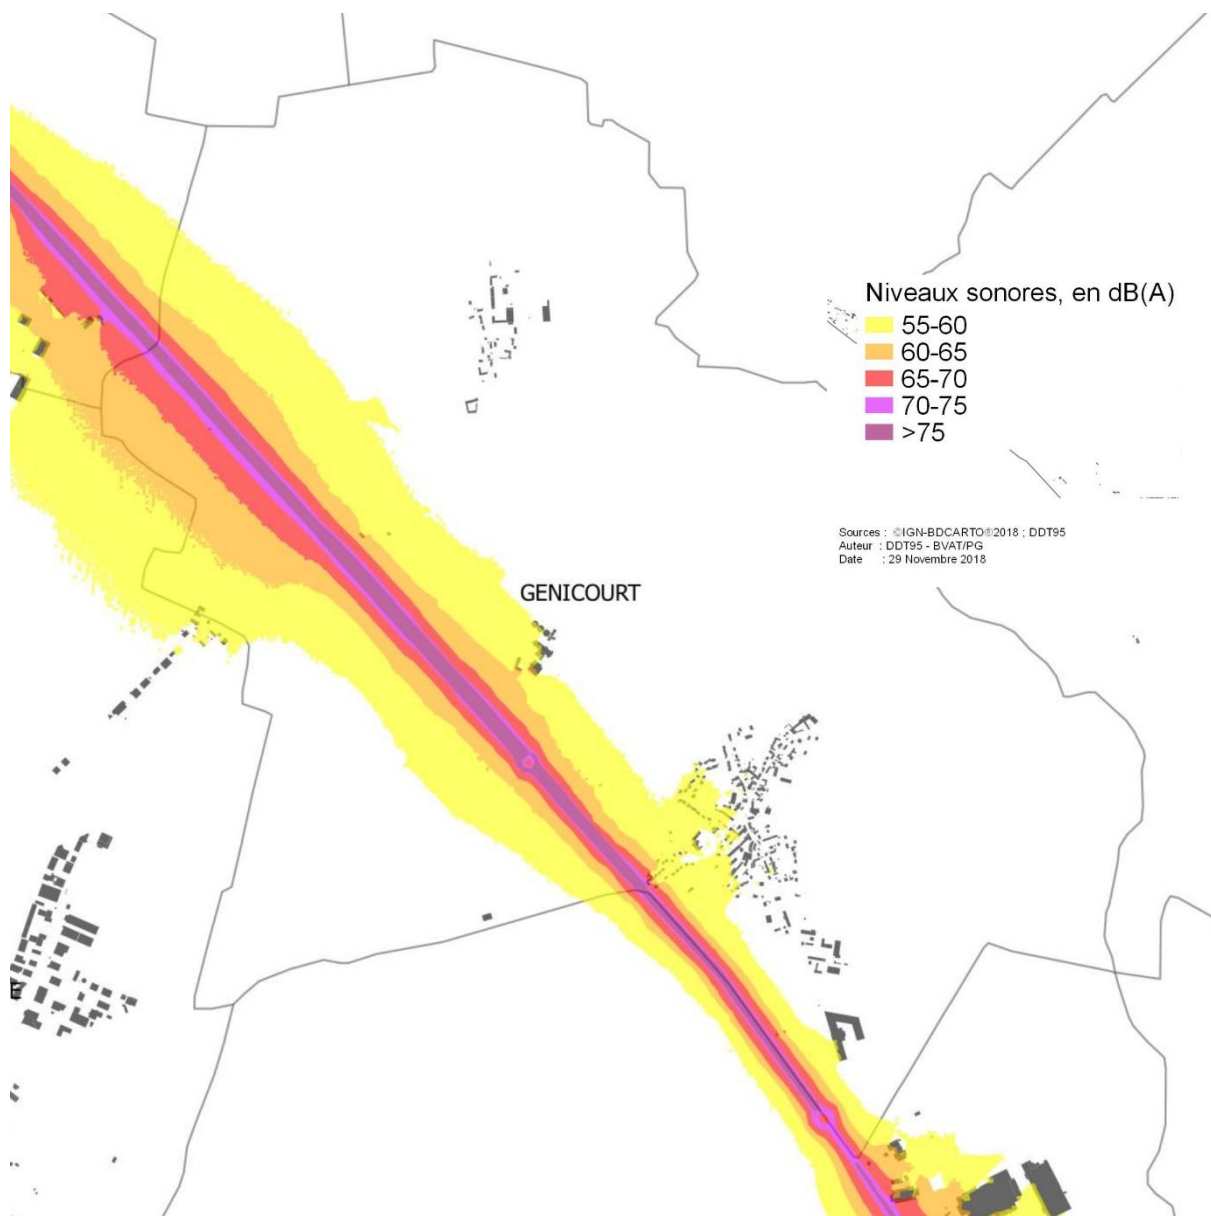 Niveaux sonores, en dB(A)
55-60
60-65
65-70
70-75
>75
Sources : ©IGN-BDCARTO®2018 ; DDT95
Auteur : DDT95 - BVAT/PG
Date : 29 Novembre 2018
GENICOURT